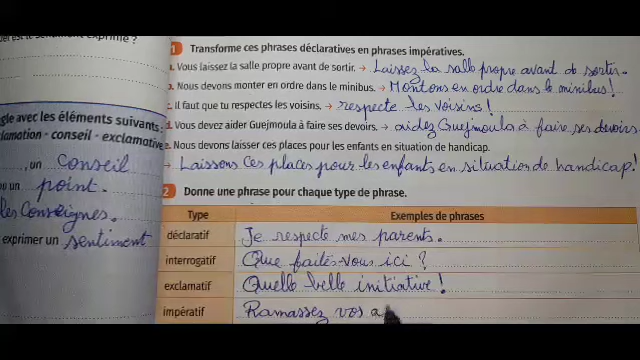 exprime ?
1 Transforme ces phrases déclaratives en phrases impératives.
a. Vous laissez la salle propre avant de sortir. → Laissez la salle propre avant de sortir.
Nous devons monter en ordre dans le minibus. → Montons en ordre dans le minibus!
c. Il faut que tu respectes les voisins. → respecte les voisins!
d. Vous devez aider Guejmoula à faire ses devoirs. → aidez Guejmoula à faire ses devoirs
e. Nous devons laisser ces places pour les enfants en situation de handicap.
→ Laissons ces places pour les enfants en situation de handicap!
gle avec les éléments suivants :
clamation - conseil - exclamative
, un conseil
un point.
les Consignes.
exprimer un sentiment
2 Donne une phrase pour chaque type de phrase.
Type Exemples de phrases
déclaratif Je respecte mes parents.
interrogatif Que faites-vous ici ?
exclamatif Quelle belle initiative !
impératif Ramassez vos a